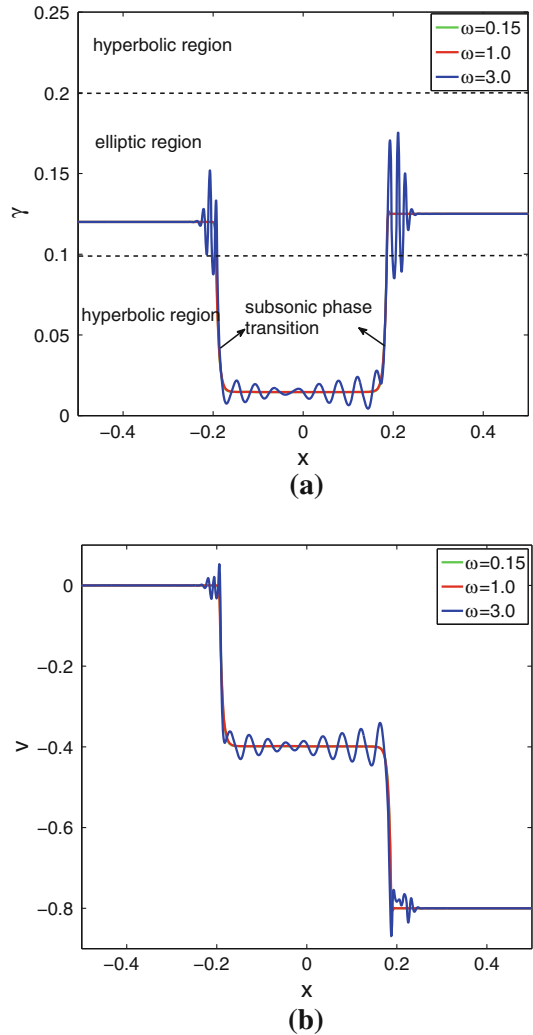 hyperbolic region
ω=0.15
ω=1.0
ω=3.0
0.25
0.2
elliptic region
0.15
γ
0.1
hyperbolic region
subsonic phase
transition
0.05
0
−0.4
−0.2
0
0.2
0.4
x
(a)
ω=0.15
ω=1.0
ω=3.0
0
−0.2
v
−0.4
−0.6
−0.8
−0.4
−0.2
0
0.2
0.4
x
(b)